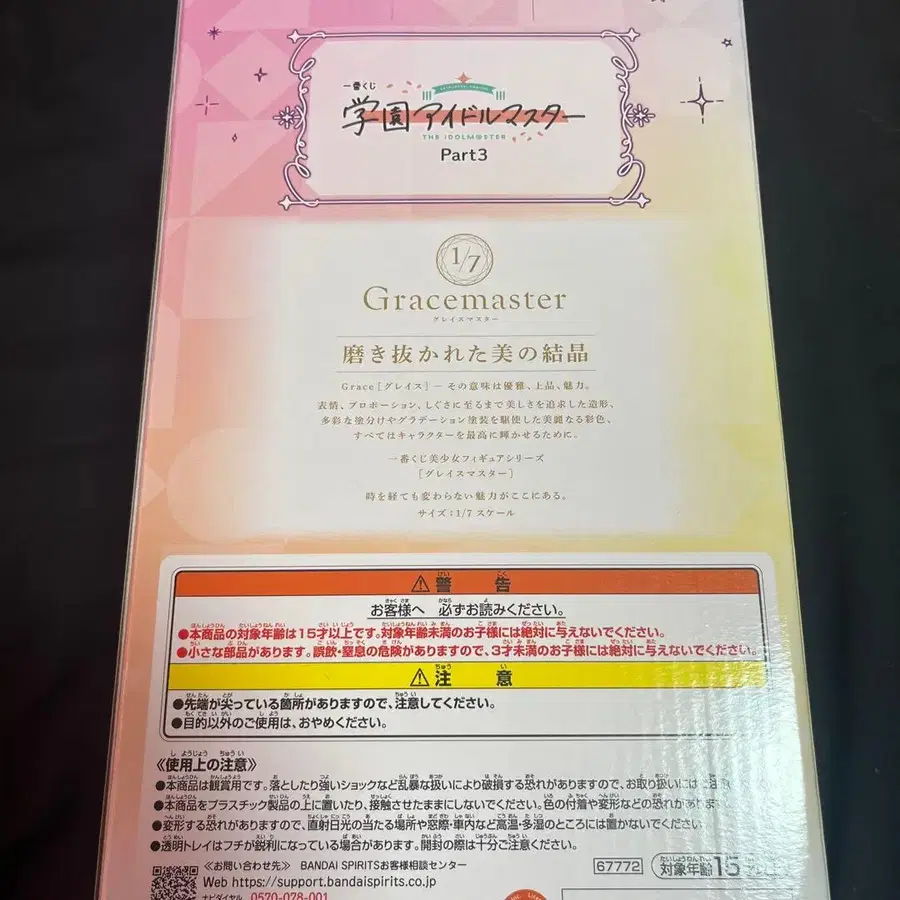 一番くじ
学園アイドルマスター
THE IDOLM@STER
Part3
1/7
Gracemaster
グレイスマスター
磨き抜かれた美の結晶
Grace[グレイス] — その意味は優雅、上品、魅力。
表情、プロポーション、しぐさに至るまで美しさを追求した造形、
多彩な塗分けやグラデーション塗装を駆使した美麗なる彩色、
すべてはキャラクターを最高に輝かせるために。
一番くじ美少女フィギュアシリーズ
[グレイスマスター]
時を経ても変わらない魅力がここにある。
サイズ:1/7 スケール
⚠警告
お客様へ 必ずお読みください。
●本商品の対象年齢は15才以上です。対象年齢未満のお子様には絶対に与えないでください。
●小さな部品があります。誤飲・窒息の危険がありますので、3才未満のお子様には絶対に与えないでください。
⚠注意
●先端が尖っている箇所がありますので、注意してください。
●目的以外のご使用は、おやめください。
《使用上の注意》
●本商品は観賞用です。落としたり強いショックなど乱暴な扱いにより破損する恐れがありますので、お取り扱いにはご注意
●本商品をプラスチック製品の上に置いたり、接触させたままにしないでください。色の付着や変形などの恐れがあります。
●変形する恐れがありますので、直射日光の当たる場所や窓際・車内など高温・多湿のところには置かないでください。
●透明トレイはフチが鋭利になっている場合があります。開封の際は十分ご注意ください。
≪お問い合わせ先≫ BANDAI SPIRITSお客様相談センター
67772
対象年齢15
Web https://support.bandaispirits.co.jp
ナビダイヤル 0570-078-001